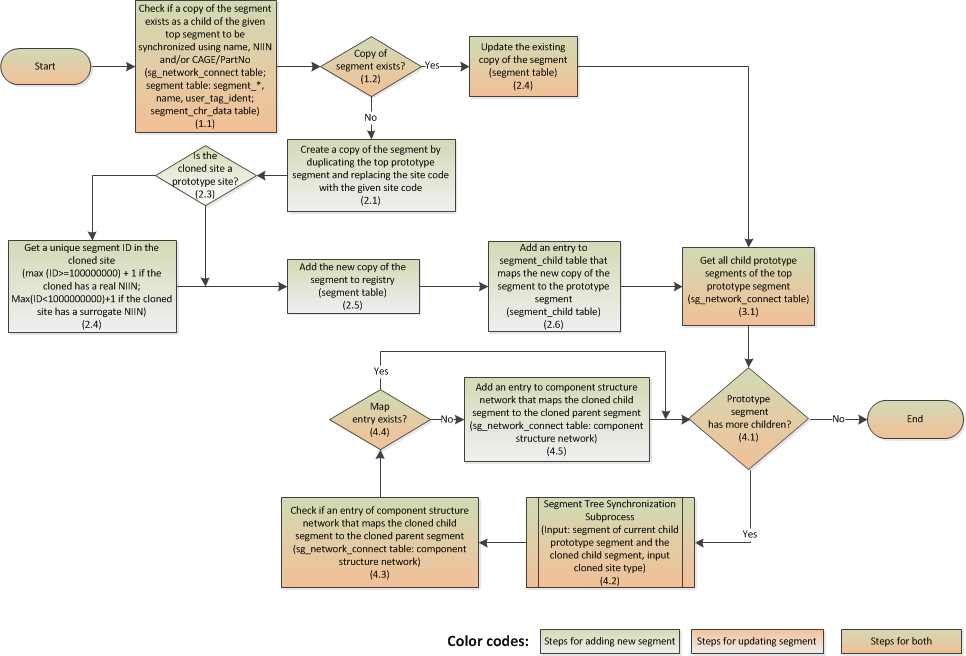 Start
Check if a copy of the segment
exists as a child of the given
top segment to be
synchronized using name, NIIN
and/or CAGE/PartNo
(sg_network_connect table;
segment table: segment_*,
name, user_tag_ident;
segment_chr_data table)
(1.1)
Copy of
segment exists?
(1.2)
Yes
Update the existing
copy of the segment
(segment table)
(2.4)
No
Create a copy of the segment by
duplicating the top prototype
segment and replacing the site code
with the given site code
(2.1)
Is the
cloned site a
prototype site?
(2.3)
Get a unique segment ID in the
cloned site
(max (ID>=100000000) + 1 if the
cloned has a real NIIN;
Max(ID<1000000000)+1 if the cloned
site has a surrogate NIIN)
(2.4)
Add the new copy of the
segment to registry
(segment table)
(2.5)
Add an entry to
segment_child table that
maps the new copy of the
segment to the prototype
segment
(segment_child table)
(2.6)
Get all child prototype
segments of the top
prototype segment
(sg_network_connect table)
(3.1)
Yes
Map
entry exists?
(4.4)
No
Add an entry to component structure
network that maps the cloned child
segment to the cloned parent segment
(sg_network_connect table: component
structure network)
(4.5)
Prototype
segment
has more children?
(4.1)
No
End
Check if an entry of component structure
network that maps the cloned child
segment to the cloned parent segment
(sg_network_connect table: component
structure network)
(4.3)
Segment Tree Synchronization
Subprocess
(Input: segment of current child
prototype segment and the
cloned child segment, input
cloned site type)
(4.2)
Yes
Color codes:
Steps for adding new segment
Steps for updating segment
Steps for both